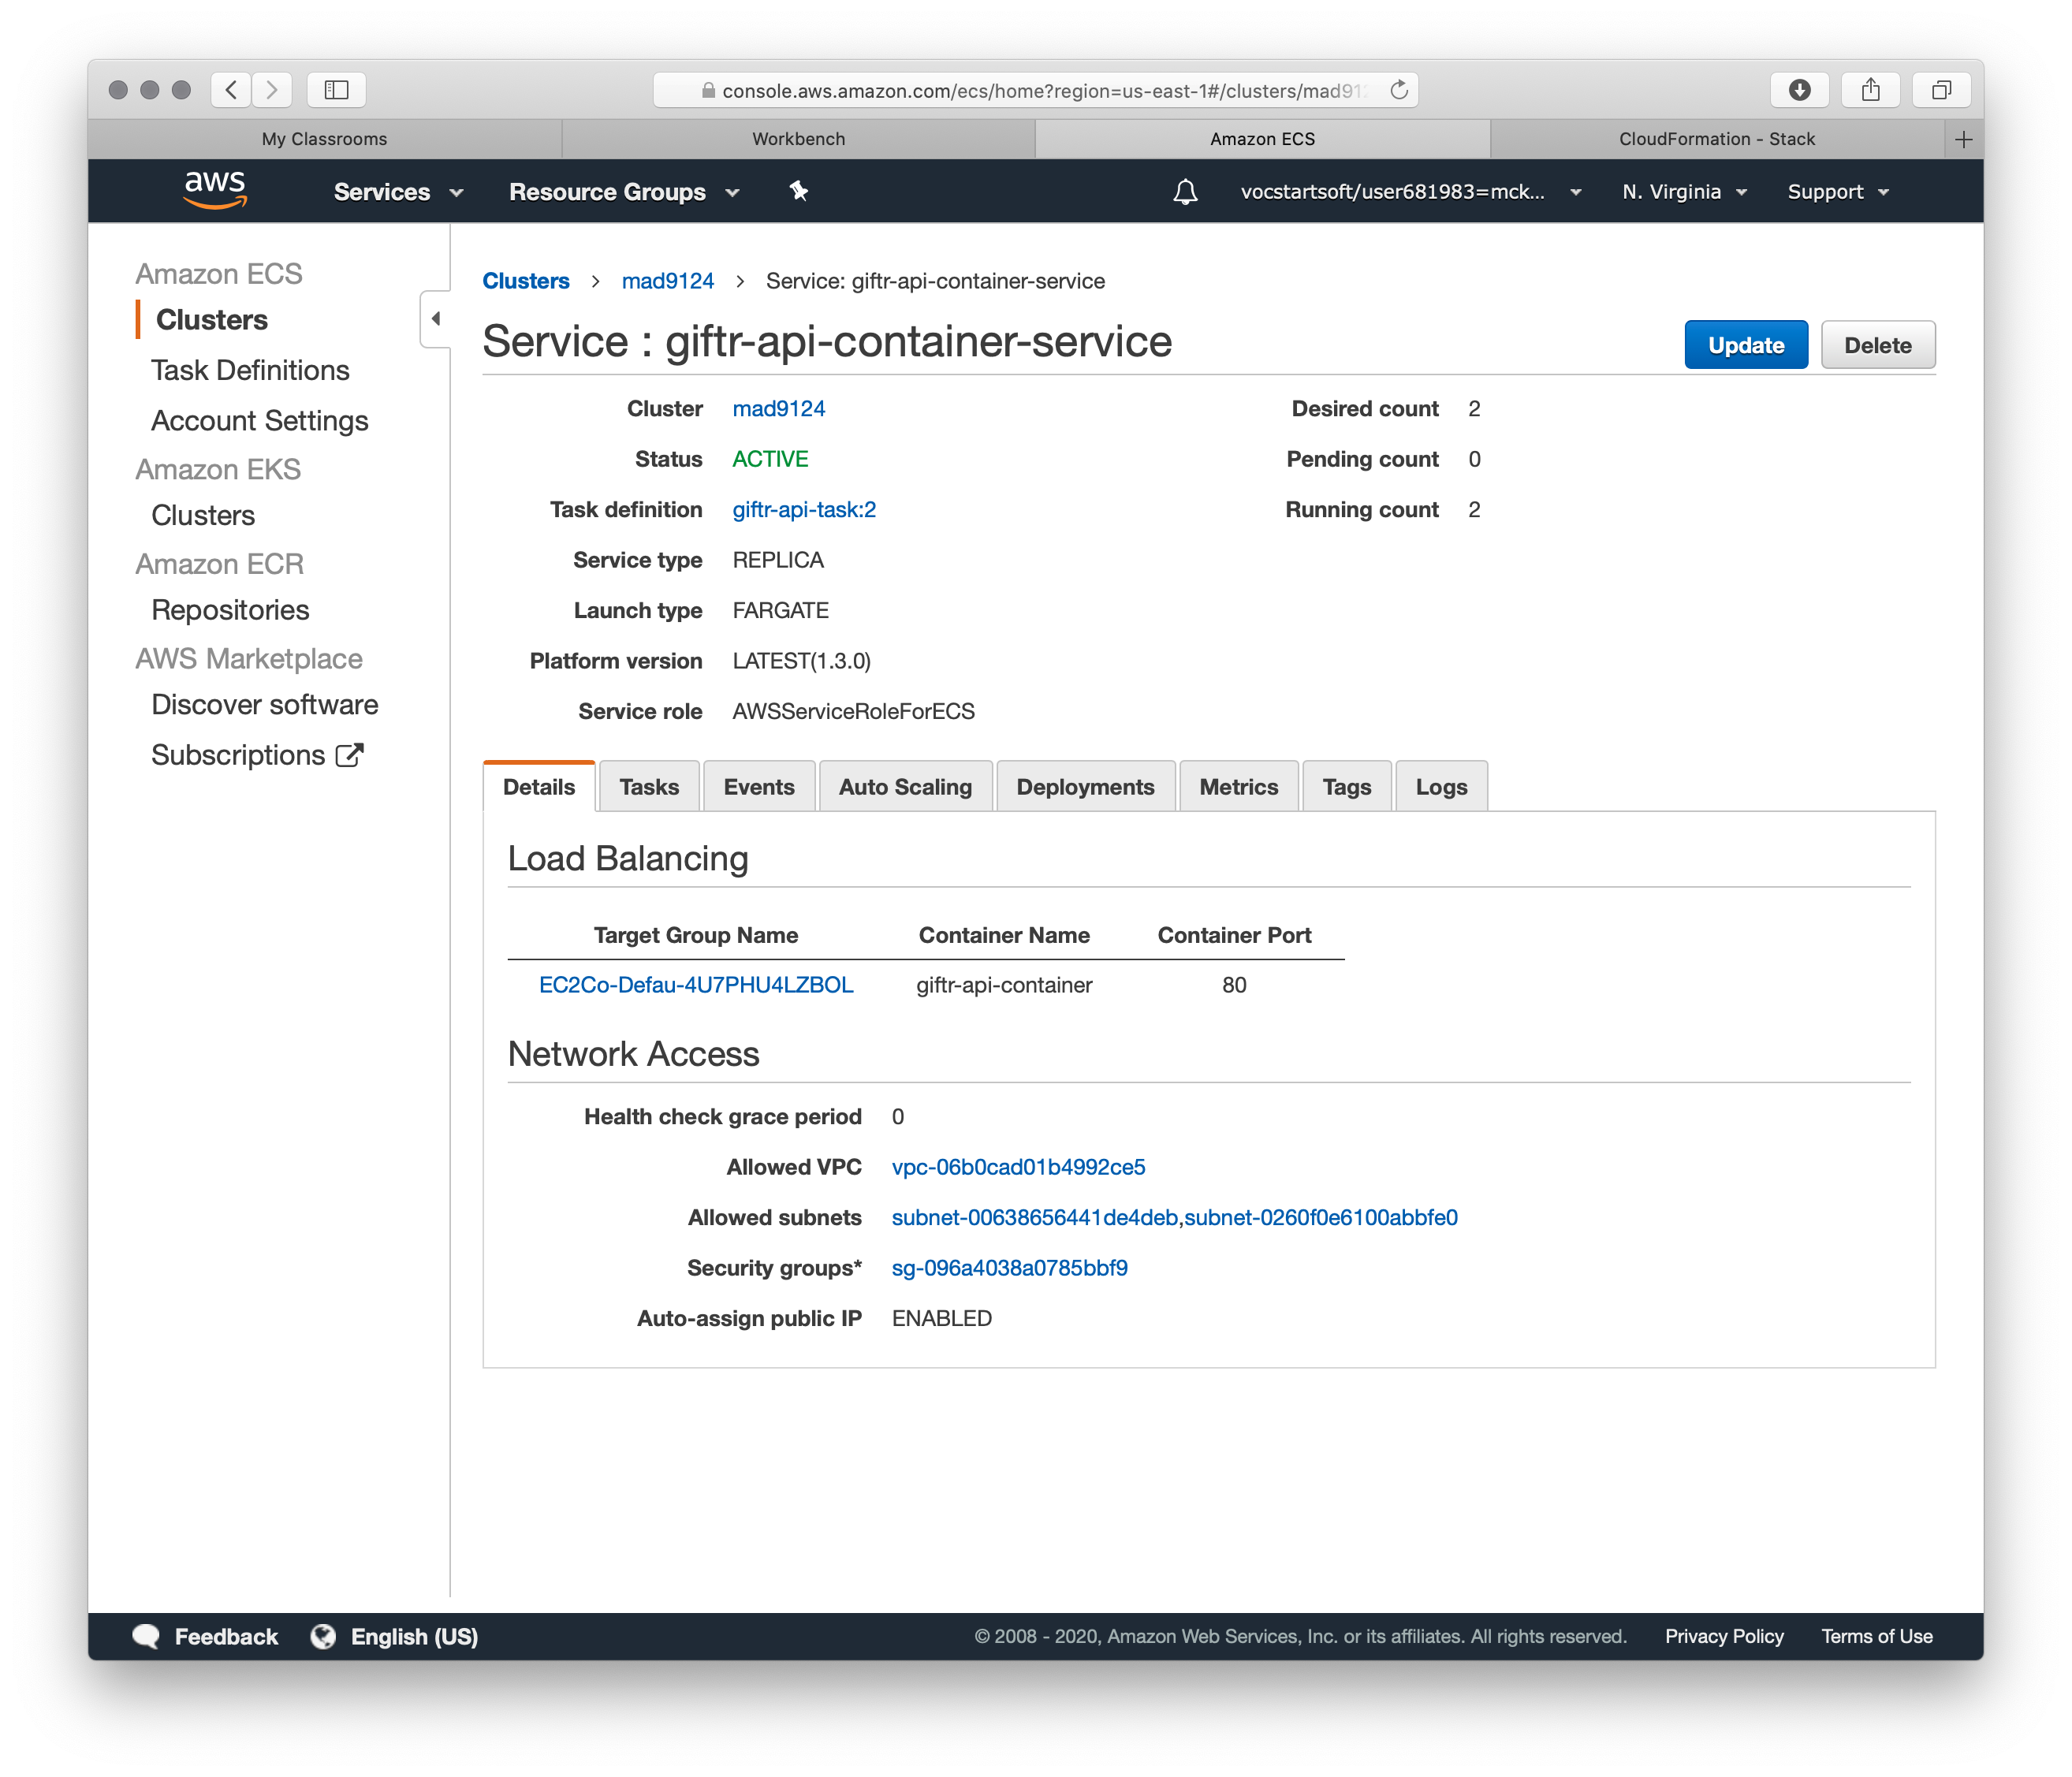 console.aws.amazon.com/ecs/home?region=us-east-1#/clusters/mad912
My Classrooms Workbench Amazon ECS CloudFormation - Stack
aws Services Resource Groups vocstartsoft/user681983=mck... N. Virginia Support
Amazon ECS
Clusters
Task Definitions
Account Settings
Amazon EKS
Clusters
Amazon ECR
Repositories
AWS Marketplace
Discover software
Subscriptions
Clusters > mad9124 > Service: giftr-api-container-service
Service : giftr-api-container-service
Update Delete
Cluster mad9124
Status ACTIVE
Task definition giftr-api-task:2
Service type REPLICA
Launch type FARGATE
Platform version LATEST(1.3.0)
Service role AWSServiceRoleForECS
Desired count 2
Pending count 0
Running count 2
Details Tasks Events Auto Scaling Deployments Metrics Tags Logs
Load Balancing
Target Group Name Container Name Container Port
EC2Co-Defau-4U7PHU4LZBOL giftr-api-container 80
Network Access
Health check grace period 0
Allowed VPC vpc-06b0cad01b4992ce5
Allowed subnets subnet-00638656441de4deb,subnet-0260f0e6100abbfe0
Security groups* sg-096a4038a0785bbf9
Auto-assign public IP ENABLED
Feedback English (US) © 2008 - 2020, Amazon Web Services, Inc. or its affiliates. All rights reserved. Privacy Policy Terms of Use